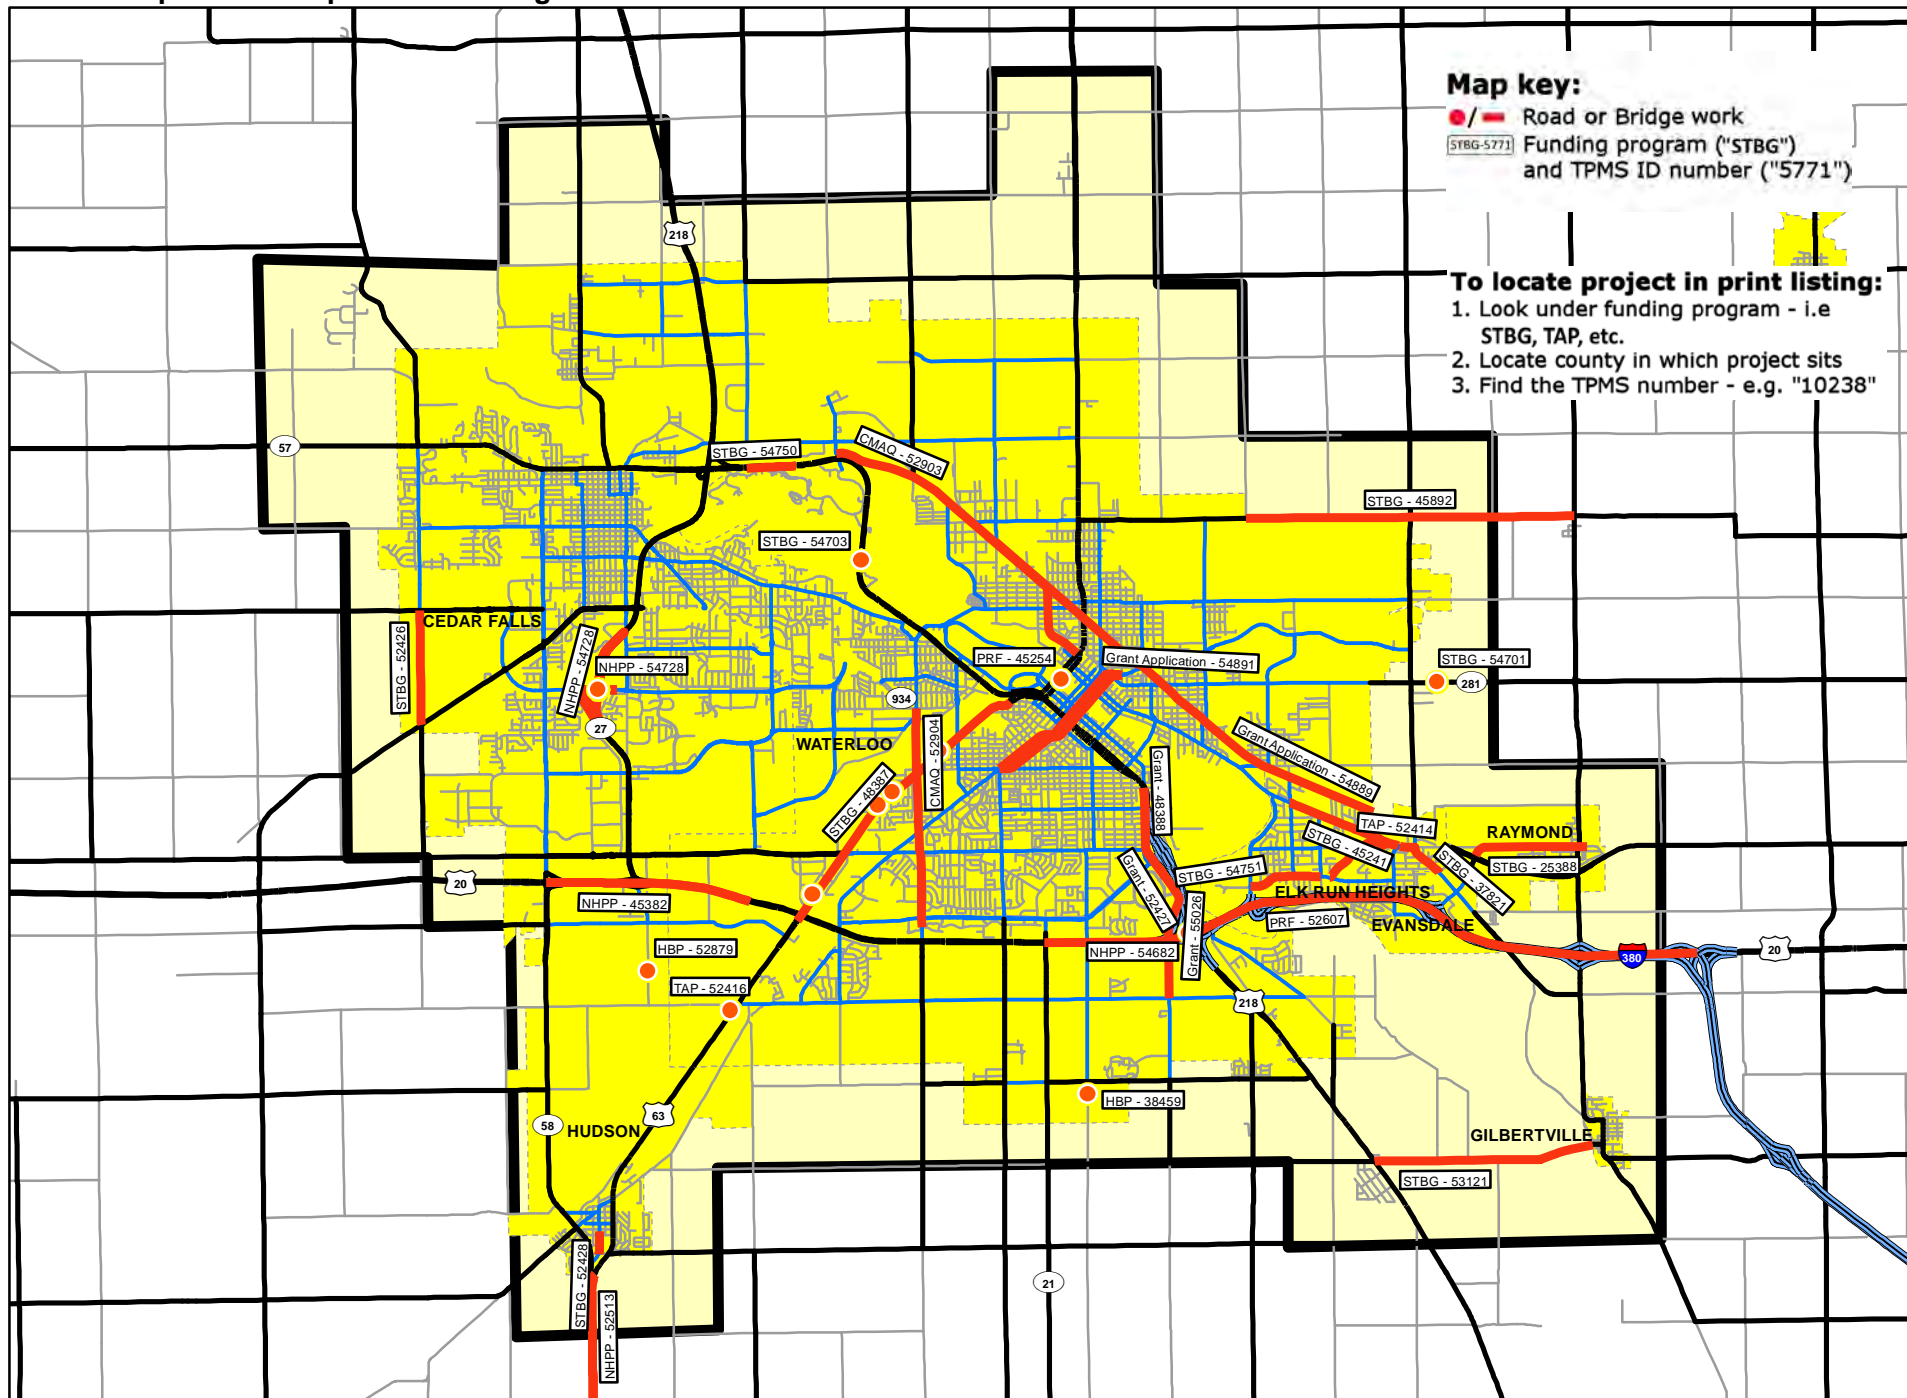 Map key:
Road or Bridge work
STBG-5771 Funding program ("STBG")
and TPMS ID number ("5771")
218
To locate project in print listing:
1. Look under funding program - i.e
STBG, TAP, etc.
2. Locate county in which project sits
3. Find the TPMS number - e.g. "10238"
57
STBG - 54750
CMAQ - 52903
STBG - 45892
STBG - 54703
CEDAR FALLS
STBG - 52426
NHPP - 54728
NHPP - 54728
PRF - 45254
Grant Application - 54891
STBG - 54701
281
934
27
WATERLOO
CMAQ - 52904
STBG - 48387
Grant - 48388
Grant Application - 54889
TAP - 52414
RAYMOND
STBG - 45241
STBG - 25388
STBG - 37821
20
NHPP - 45382
Grant - 52427
STBG - 54751
ELK RUN HEIGHTS
Grant - 55026
PRF - 52607
EVANSDALE
HBP - 52879
NHPP - 54682
380
20
TAP - 52416
218
HBP - 38459
58
HUDSON
63
GILBERTVILLE
STBG - 53121
STBG - 52428
NHPP - 52513
21